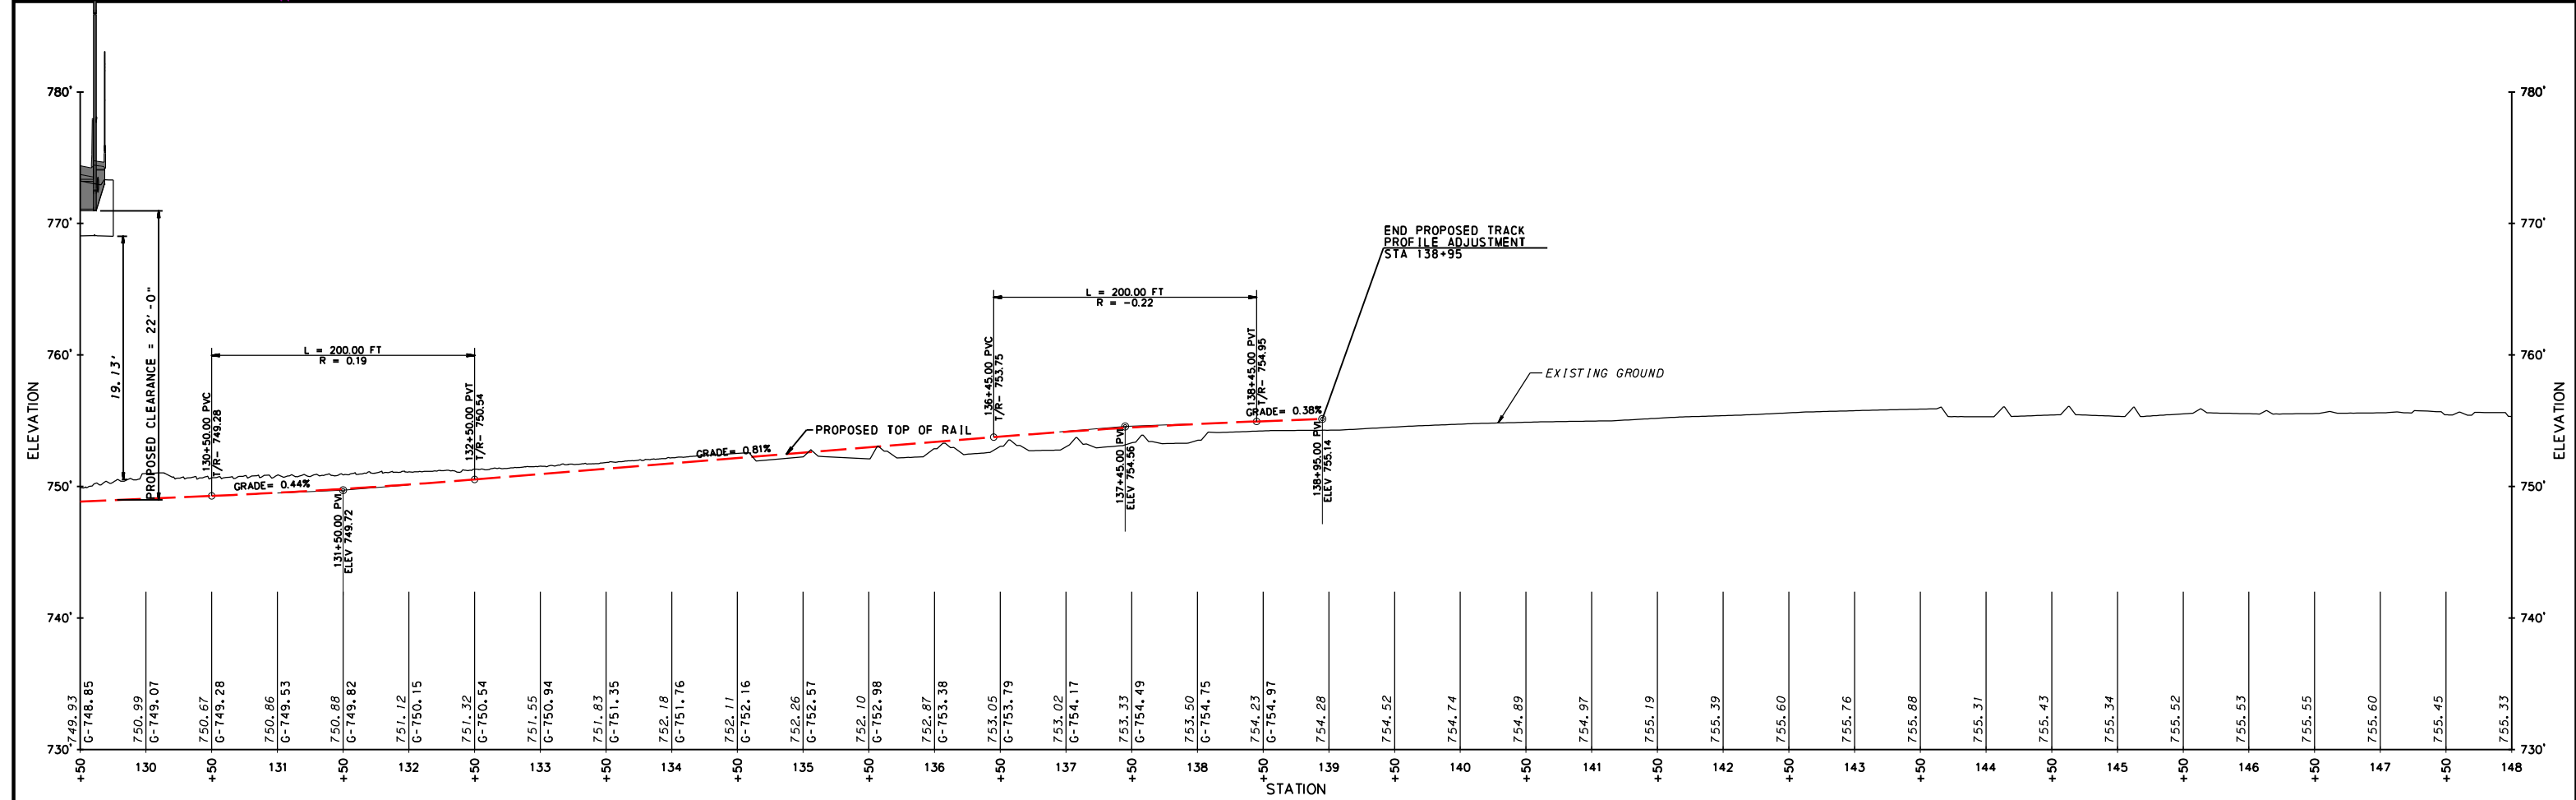 780'
770'
760'
750'
740'
730'
ELEVATION
780'
770'
760'
750'
740'
730'
ELEVATION
19.13'
PROPOSED CLEARANCE = 22'-0"
L = 200.00 FT
R = 0.19
130+50.00 PVC
T/R- 749.28
GRADE= 0.44%
131+50.00 PVI
ELEV 749.72
132+50.00 PVT
T/R- 750.54
GRADE= 0.81%
PROPOSED TOP OF RAIL
L = 200.00 FT
R = -0.22
136+45.00 PVC
T/R- 753.75
137+45.00 PVI
ELEV 754.56
138+45.00 PVT
T/R- 754.95
GRADE= 0.38%
138+95.00 PVI
ELEV 755.14
END PROPOSED TRACK
PROFILE ADJUSTMENT
STA 138+95
EXISTING GROUND
749.93
G-748.85
750.99
G-749.07
750.67
G-749.28
750.86
G-749.53
750.88
G-749.82
751.12
G-750.15
751.32
G-750.54
751.55
G-750.94
751.83
G-751.35
752.18
G-751.76
752.11
G-752.16
752.26
G-752.57
752.10
G-752.98
752.87
G-753.38
753.05
G-753.79
753.02
G-754.17
753.33
G-754.49
753.50
G-754.75
754.23
G-754.97
754.28
754.52
754.74
754.89
754.97
755.19
755.39
755.60
755.76
755.88
755.31
755.43
755.34
755.52
755.53
755.55
755.60
755.45
755.33
+50 130 +50 131 +50 132 +50 133 +50 134 +50 135 +50 136 +50 137 +50 138 +50 139 +50 140 +50 141 +50 142 +50 143 +50 144 +50 145 +50 146 +50 147 +50 148
STATION